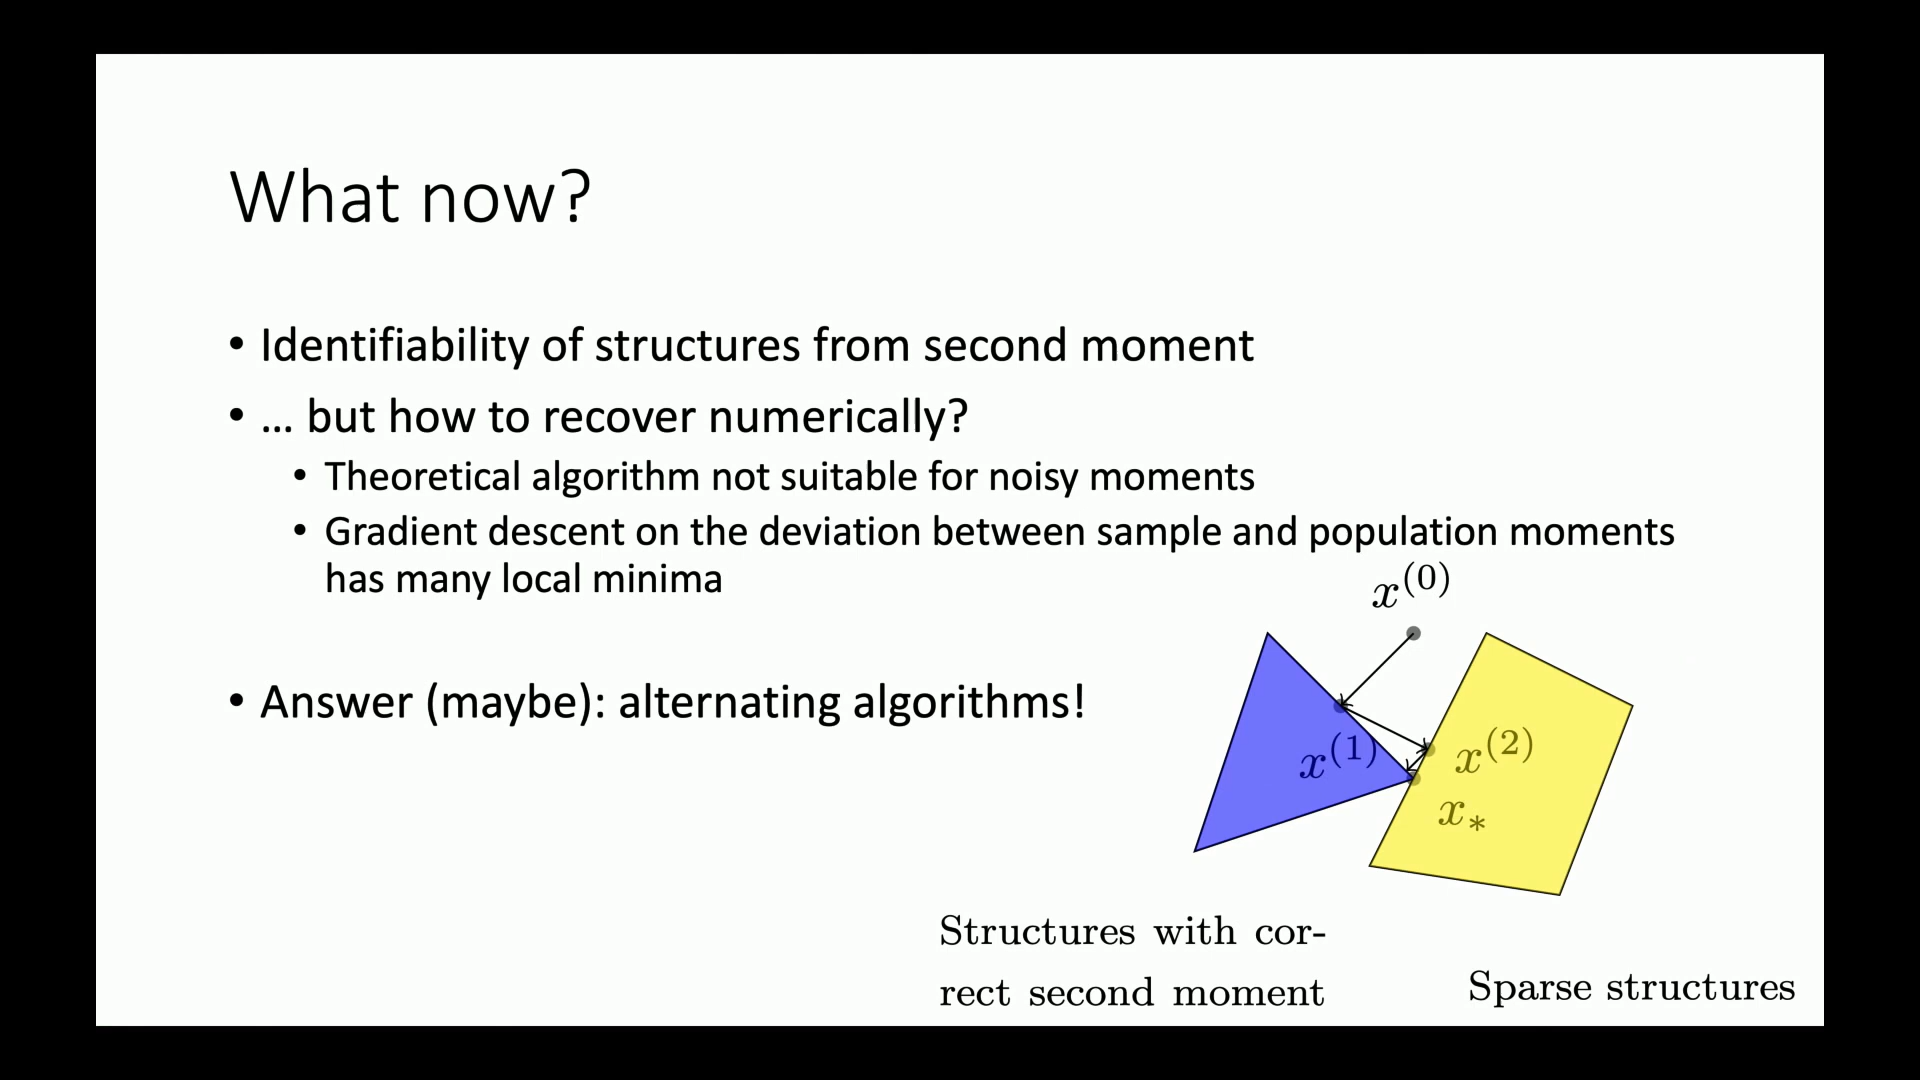 What now?
• Identifiability of structures from second moment
• … but how to recover numerically?
• Theoretical algorithm not suitable for noisy moments
• Gradient descent on the deviation between sample and population moments
has many local minima
x^(0)
• Answer (maybe): alternating algorithms!
x^(1)
x^(2)
x_*
Structures with cor-
rect second moment
Sparse structures